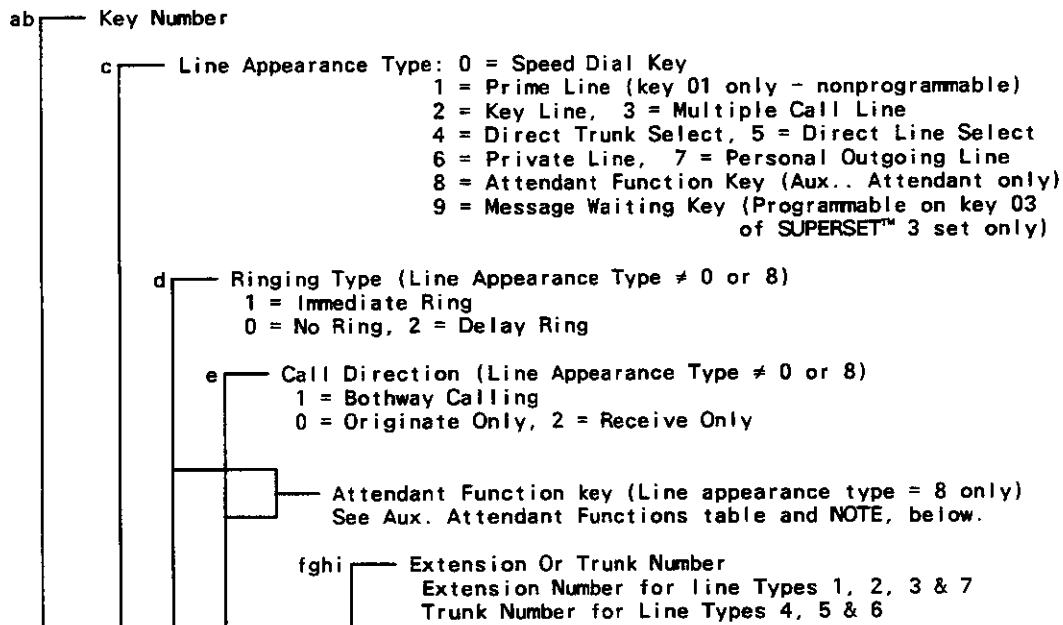 ab Key Number
c Line Appearance Type: 0 = Speed Dial Key
1 = Prime Line (key 01 only - nonprogrammable)
2 = Key Line, 3 = Multiple Call Line
4 = Direct Trunk Select, 5 = Direct Line Select
6 = Private Line, 7 = Personal Outgoing Line
8 = Attendant Function Key (Aux.. Attendant only)
9 = Message Waiting Key (Programmable on key 03
of SUPERSET™ 3 set only)
d Ringing Type (Line Appearance Type ≠ 0 or 8)
1 = Immediate Ring
0 = No Ring, 2 = Delay Ring
e Call Direction (Line Appearance Type ≠ 0 or 8)
1 = Bothway Calling
0 = Originate Only, 2 = Receive Only
Attendant Function key (Line appearance type = 8 only)
See Aux. Attendant Functions table and NOTE, below.
fghi Extension Or Trunk Number
Extension Number for line Types 1, 2, 3 & 7
Trunk Number for Line Types 4, 5 & 6